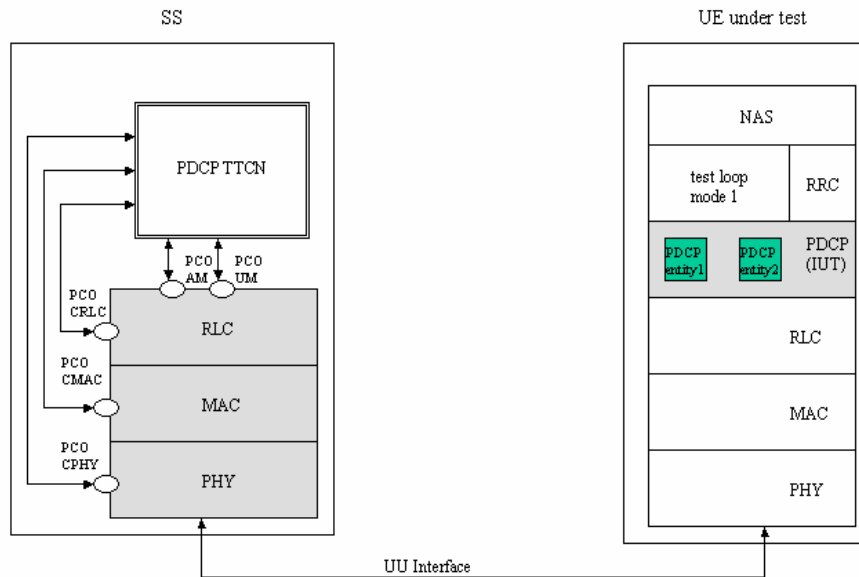 SS
UE under test
PDCP TTCN
PCO
AM
PCO
UM
PCO
CRLC
RLC
PCO
CMAC
MAC
PCO
CPHY
PHY
NAS
test loop
mode 1
RRC
PDCP
entity1
PDCP
entity2
PDCP
(IUT)
RLC
MAC
PHY
UU Interface